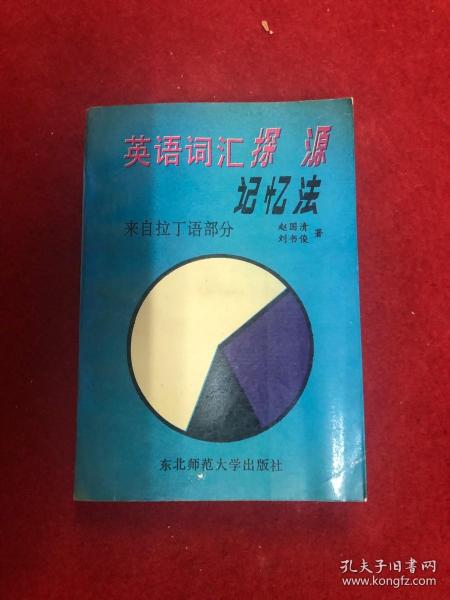 英语词汇探 源
记忆法
来自拉丁语部分
赵国清
刘书俊
著
东北师范大学出版社
孔夫子旧书网
www.kongfz.com